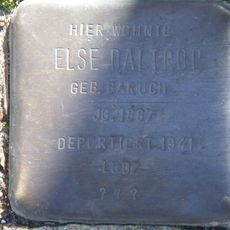 HIER WOHNTE
ELSE DALTROP
GEB. BARUCH
JG. 1887
DEPORTIERT 1941
LODZ
? ? ?